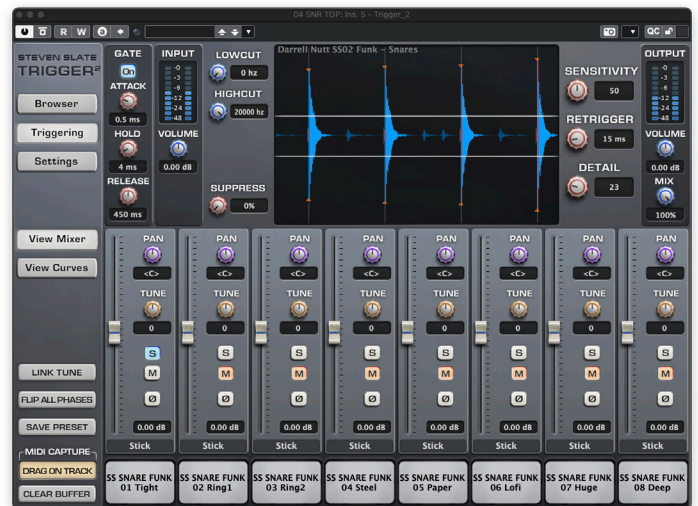 04 SNR TOP: Ins. 5 - Trigger_2
R W a QC
STEVEN SLATE
TRIGGER²
Browser
Triggering
Settings
View Mixer
View Curves
LINK TUNE
FLIP ALL PHASES
SAVE PRESET
MIDI CAPTURE
DRAG ON TRACK
CLEAR BUFFER
GATE
On
ATTACK
0.5 ms
HOLD
4 ms
RELEASE
450 ms
INPUT
-0
-3
-6
-12
-24
-48
VOLUME
0.00 dB
LOWCUT
0 hz
HIGHCUT
20000 hz
SUPPRESS
0%
Darrell Nutt SS02 Funk - Snares
SENSITIVITY
50
RETRIGGER
15 ms
DETAIL
23
OUTPUT
-0
-3
-6
-12
-24
-48
VOLUME
0.00 dB
MIX
100%
PAN PAN PAN PAN PAN PAN PAN PAN
<C> <C> <C> <C> <C> <C> <C> <C>
TUNE TUNE TUNE TUNE TUNE TUNE TUNE TUNE
0 0 0 0 0 0 0 0
S S S S S S S S
M M M M M M M M
Ø Ø Ø Ø Ø Ø Ø Ø
0.00 dB 0.00 dB 0.00 dB 0.00 dB 0.00 dB 0.00 dB 0.00 dB 0.00 dB
Stick Stick Stick Stick Stick Stick Stick Stick
SS SNARE FUNK SS SNARE FUNK SS SNARE FUNK SS SNARE FUNK SS SNARE FUNK SS SNARE FUNK SS SNARE FUNK SS SNARE FUNK
01 Tight 02 Ring1 03 Ring2 04 Steel 05 Paper 06 Lofi 07 Huge 08 Deep